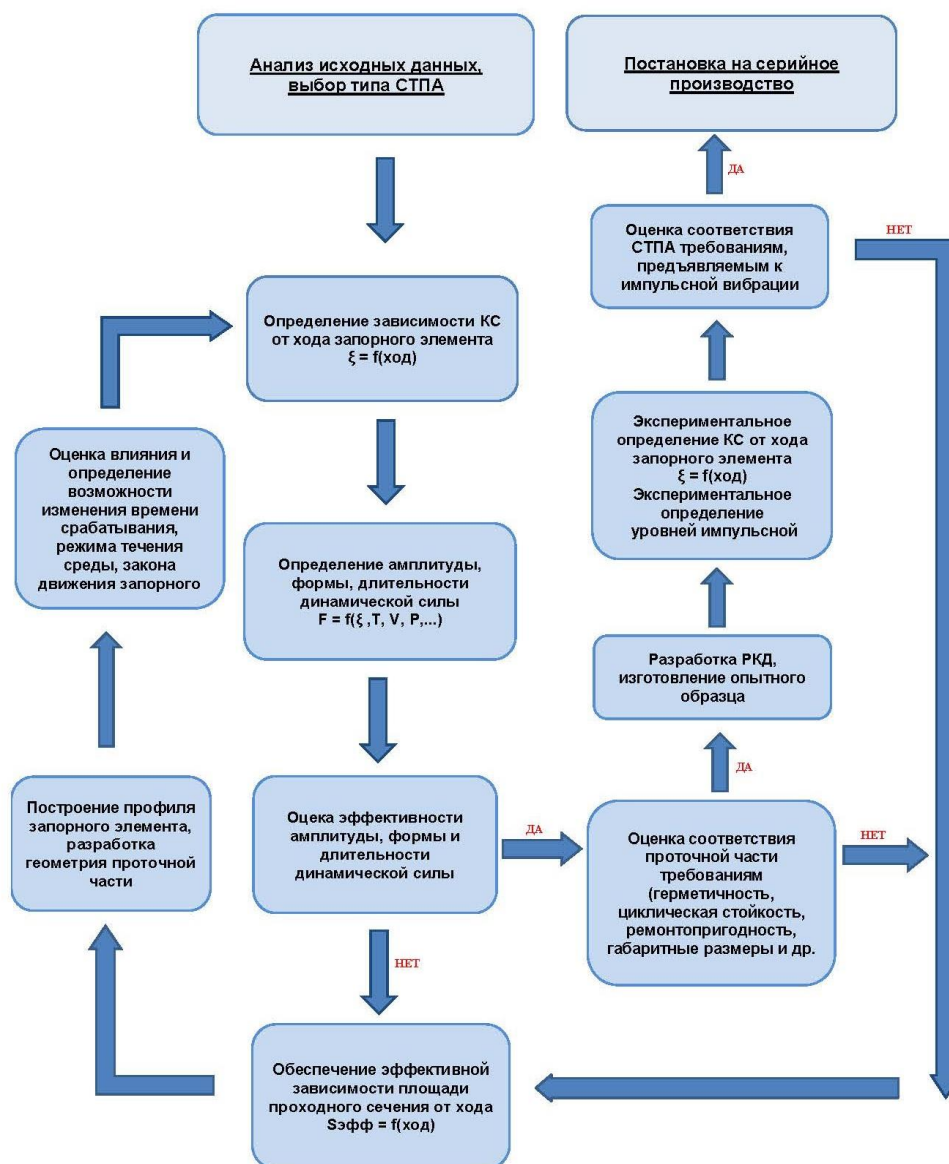 Анализ исходных данных,
выбор типа СТПА
Постановка на серийное
производство
ДА
Оценка соответствия
СТПА требованиям,
предъявляемым к
импульсной вибрации
НЕТ
Определение зависимости КС
от хода запорного элемента
ξ = f(ход)
Экспериментальное
определение КС от хода
запорного элемента
ξ = f(ход)
Экспериментальное
определение
уровней импульсной
Оценка влияния и
определение
возможности
изменения времени
срабатывания,
режима течения
среды, закона
движения запорного
Определение амплитуды,
формы, длительности
динамической силы
F = f(ξ ,T, V, P,...)
Разработка РКД,
изготовление опытного
образца
ДА
Построение профиля
запорного элемента,
разработка
геометрия проточной
части
Оцека эффективности
амплитуды, формы и
длительности
динамической силы
ДА
Оценка соответствия
проточной части
требованиям
(герметичность,
циклическая стойкость,
ремонтопригодность,
габаритные размеры и др.
НЕТ
НЕТ
Обеспечение эффективной
зависимости площади
проходного сечения от хода
Sэфф = f(ход)